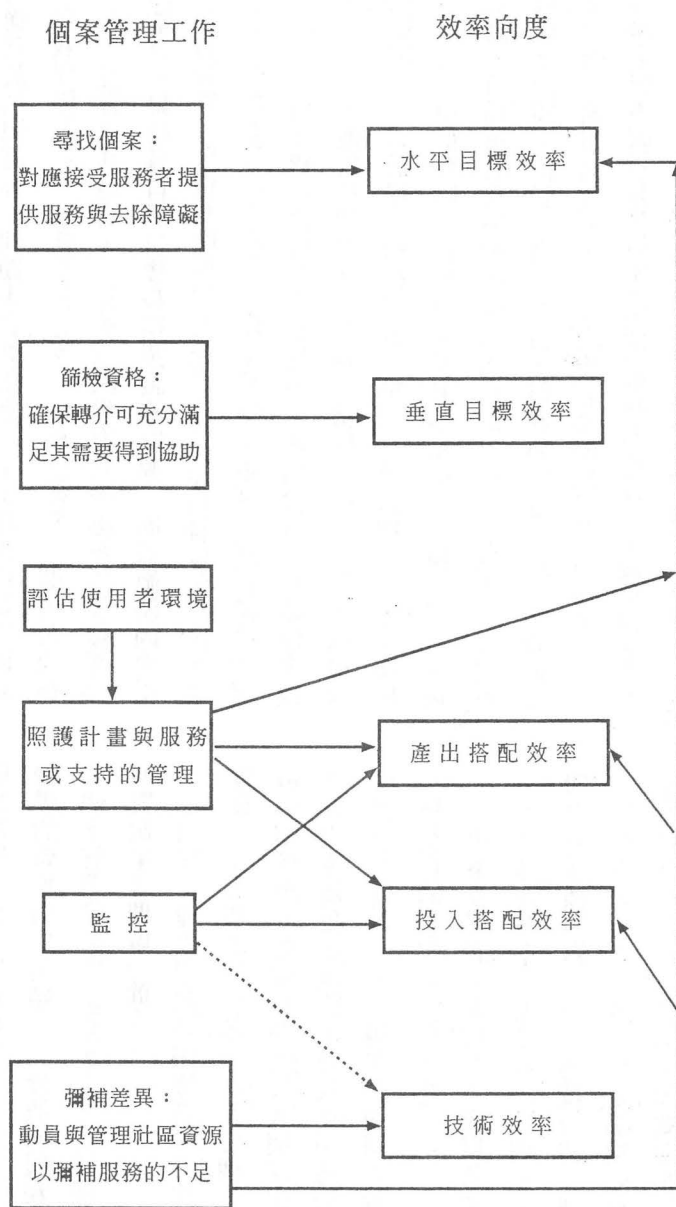 個案管理工作
效率向度
尋找個案：
對應接受服務者提
供服務與去除障礙
水平目標效率
篩檢資格：
確保轉介可充分滿
足其需要得到協助
垂直目標效率
評估使用者環境
照護計畫與服務
或支持的管理
產出搭配效率
監控
投入搭配效率
彌補差異：
動員與管理社區資源
以彌補服務的不足
技術效率